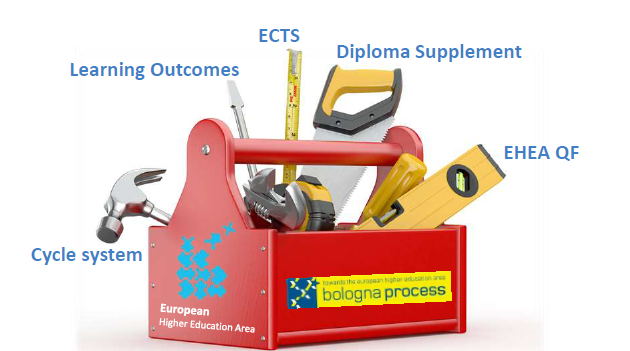 ECTS
Diploma Supplement
Learning Outcomes
EHEA QF
Cycle system
towards the european higher education area
bologna process
European
Higher Education Area